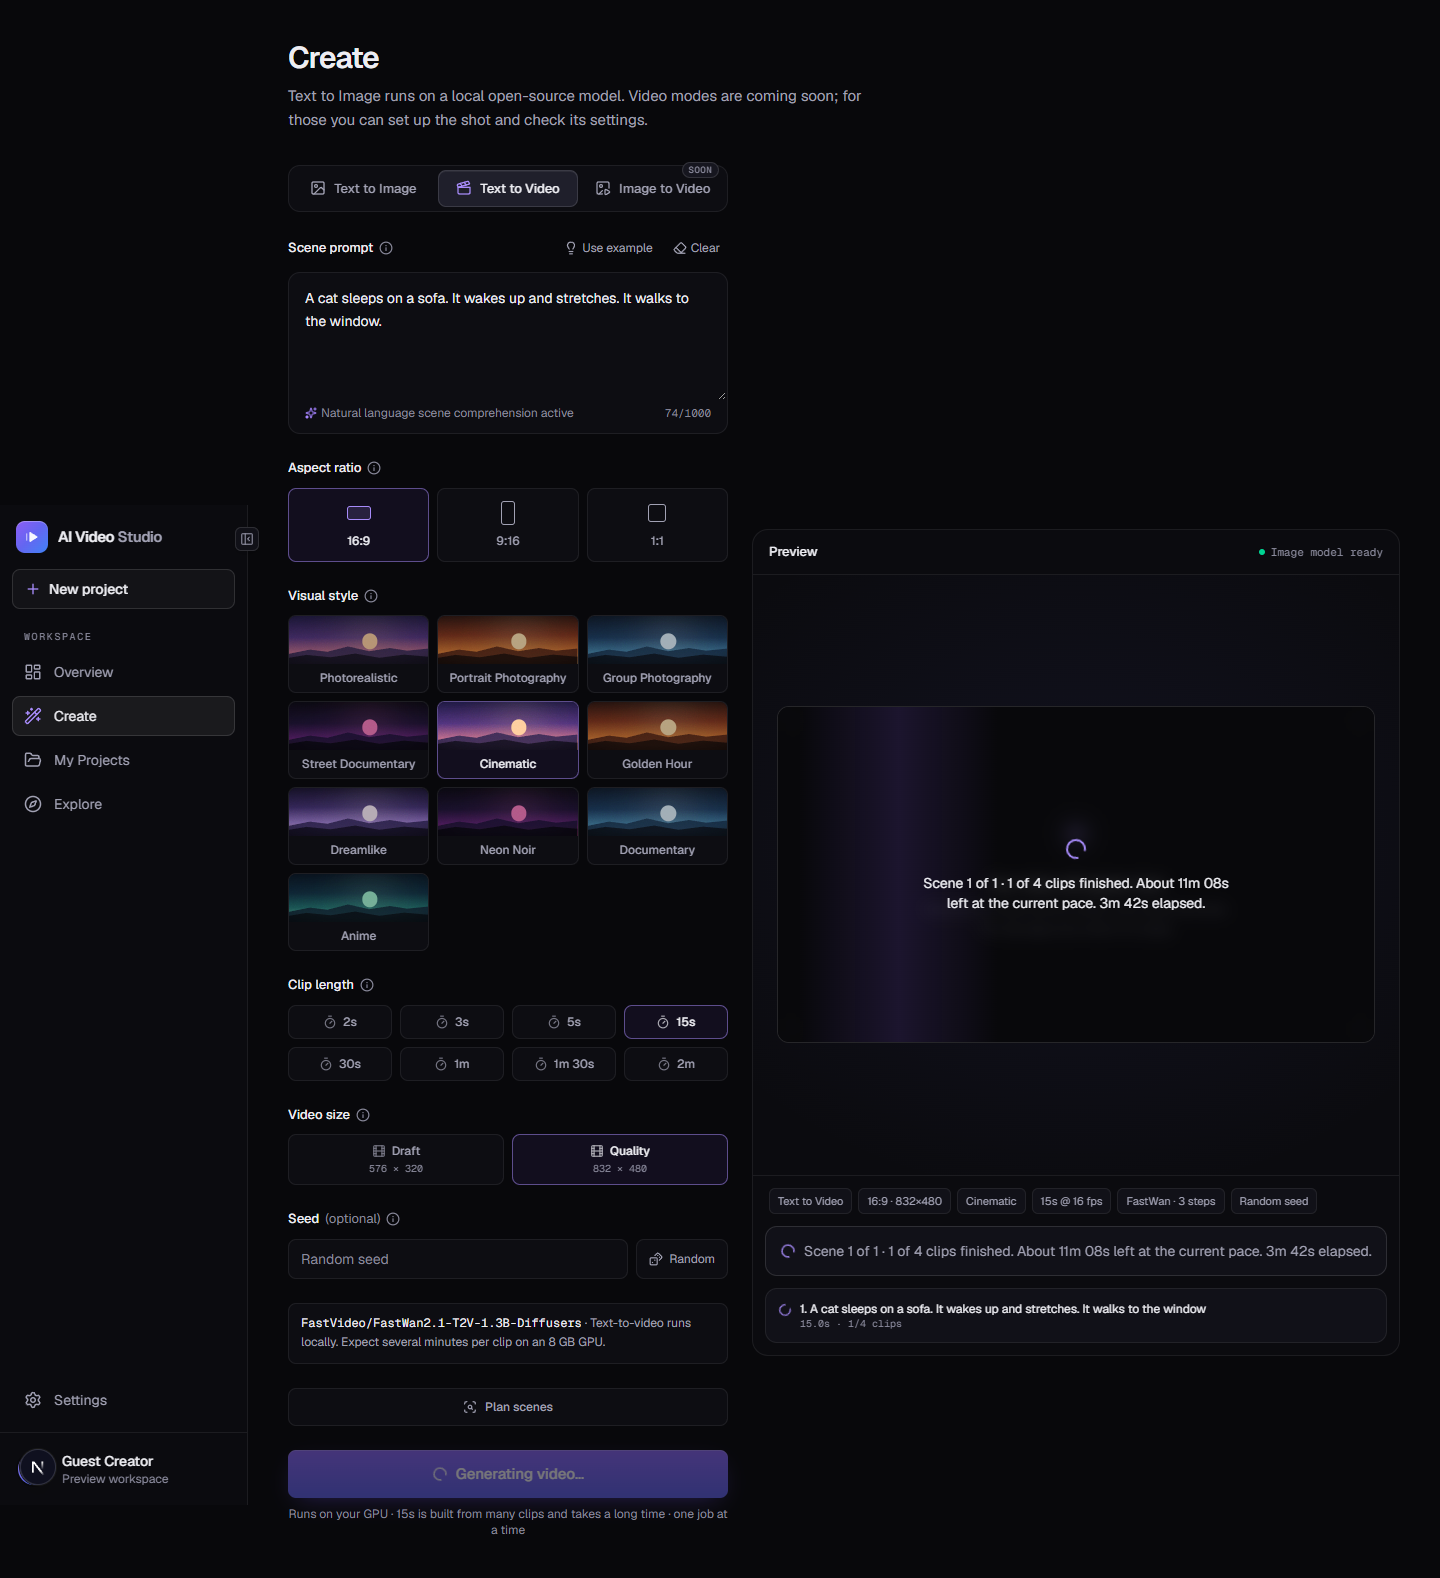 Create
Text to Image runs on a local open-source model. Video modes are coming soon; for
those you can set up the shot and check its settings.
SOON
Text to Image
Text to Video
Image to Video
Scene prompt
Use example
Clear
A cat sleeps on a sofa. It wakes up and stretches. It walks to
the window.
Natural language scene comprehension active
74/1000
Aspect ratio
16:9
9:16
1:1
Visual style
Photorealistic
Portrait Photography
Group Photography
Street Documentary
Cinematic
Golden Hour
Dreamlike
Neon Noir
Documentary
Anime
Clip length
2s
3s
5s
15s
30s
1m
1m 30s
2m
Video size
Draft
576 × 320
Quality
832 × 480
Seed (optional)
Random seed
Random
FastVideo/FastWan2.1-T2V-1.3B-Diffusers · Text-to-video runs
locally. Expect several minutes per clip on an 8 GB GPU.
Plan scenes
Generating video...
Runs on your GPU · 15s is built from many clips and takes a long time · one job at
a time
AI Video Studio
New project
WORKSPACE
Overview
Create
My Projects
Explore
Settings
N
Guest Creator
Preview workspace
Preview
Image model ready
Scene 1 of 1 · 1 of 4 clips finished. About 11m 08s
left at the current pace. 3m 42s elapsed.
Text to Video
16:9 · 832×480
Cinematic
15s @ 16 fps
FastWan · 3 steps
Random seed
Scene 1 of 1 · 1 of 4 clips finished. About 11m 08s left at the current pace. 3m 42s elapsed.
1. A cat sleeps on a sofa. It wakes up and stretches. It walks to the window
15.0s · 1/4 clips